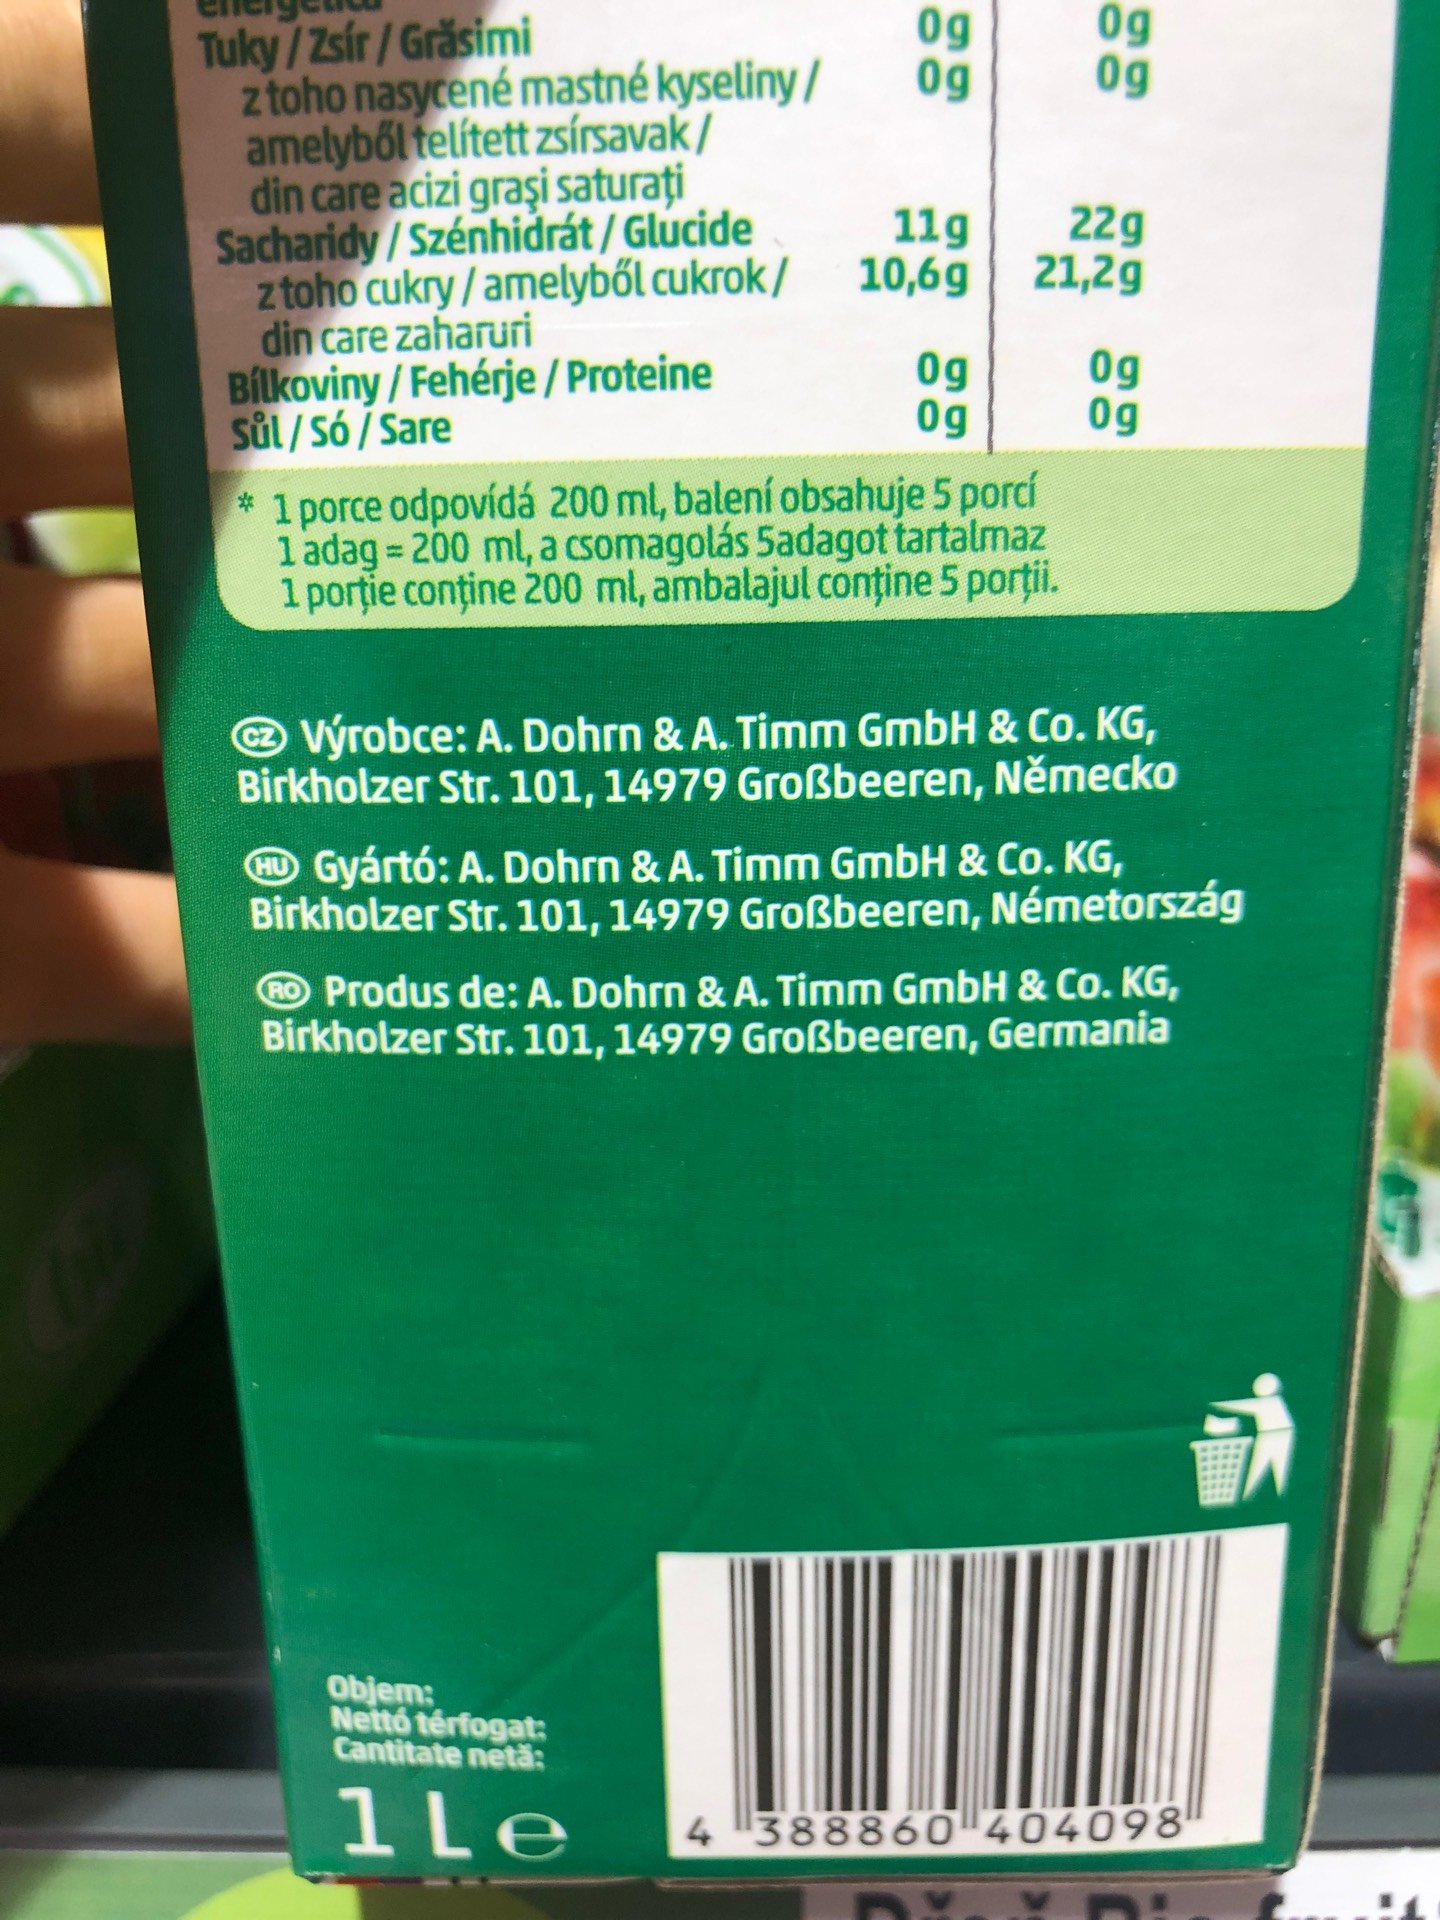 Tuky / Zsír / Grăsimi 0g 0g
z toho nasycené mastné kyseliny / 0g 0g
amelyből telített zsírsavak /
din care acizi graşi saturaţi
Sacharidy / Szénhidrát / Glucide 11g 22g
z toho cukry / amelyből cukrok / 10,6g 21,2g
din care zaharuri
Bílkoviny / Fehérje / Proteine 0g 0g
Sůl / Só / Sare 0g 0g
* 1 porce odpovídá 200 ml, balení obsahuje 5 porcí
1 adag = 200 ml, a csomagolás 5adagot tartalmaz
1 porţie conţine 200 ml, ambalajul conţine 5 porţii.
CZ Výrobce: A. Dohrn & A. Timm GmbH & Co. KG,
Birkholzer Str. 101, 14979 Großbeeren, Německo
HU Gyártó: A. Dohrn & A. Timm GmbH & Co. KG,
Birkholzer Str. 101, 14979 Großbeeren, Németország
RO Produs de: A. Dohrn & A. Timm GmbH & Co. KG,
Birkholzer Str. 101, 14979 Großbeeren, Germania
Objem:
Nettó térfogat:
Cantitate netă:
1 L e
4 388860 404098